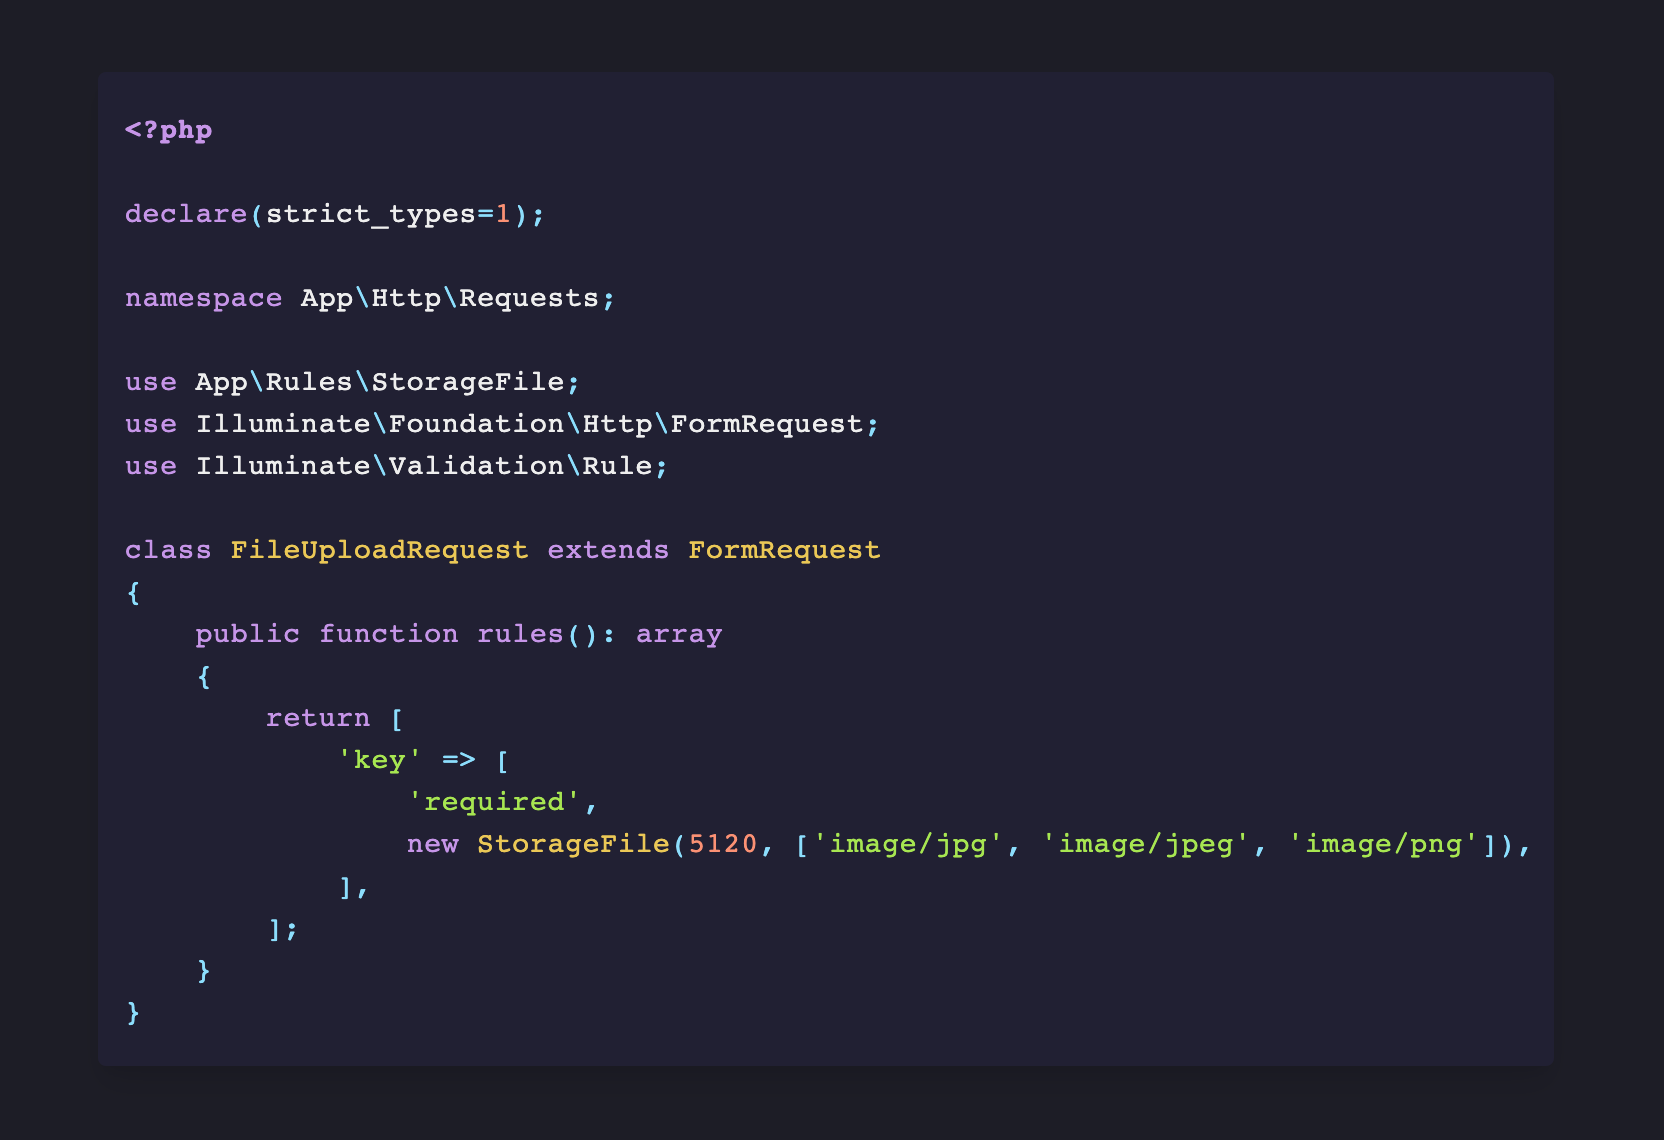 <?php
declare(strict_types=1);
namespace App\Http\Requests;
use App\Rules\StorageFile;
use Illuminate\Foundation\Http\FormRequest;
use Illuminate\Validation\Rule;
class FileUploadRequest extends FormRequest
{
    public function rules(): array
    {
        return [
            'key' => [
                'required',
                new StorageFile(5120, ['image/jpg', 'image/jpeg', 'image/png']),
            ],
        ];
    }
}